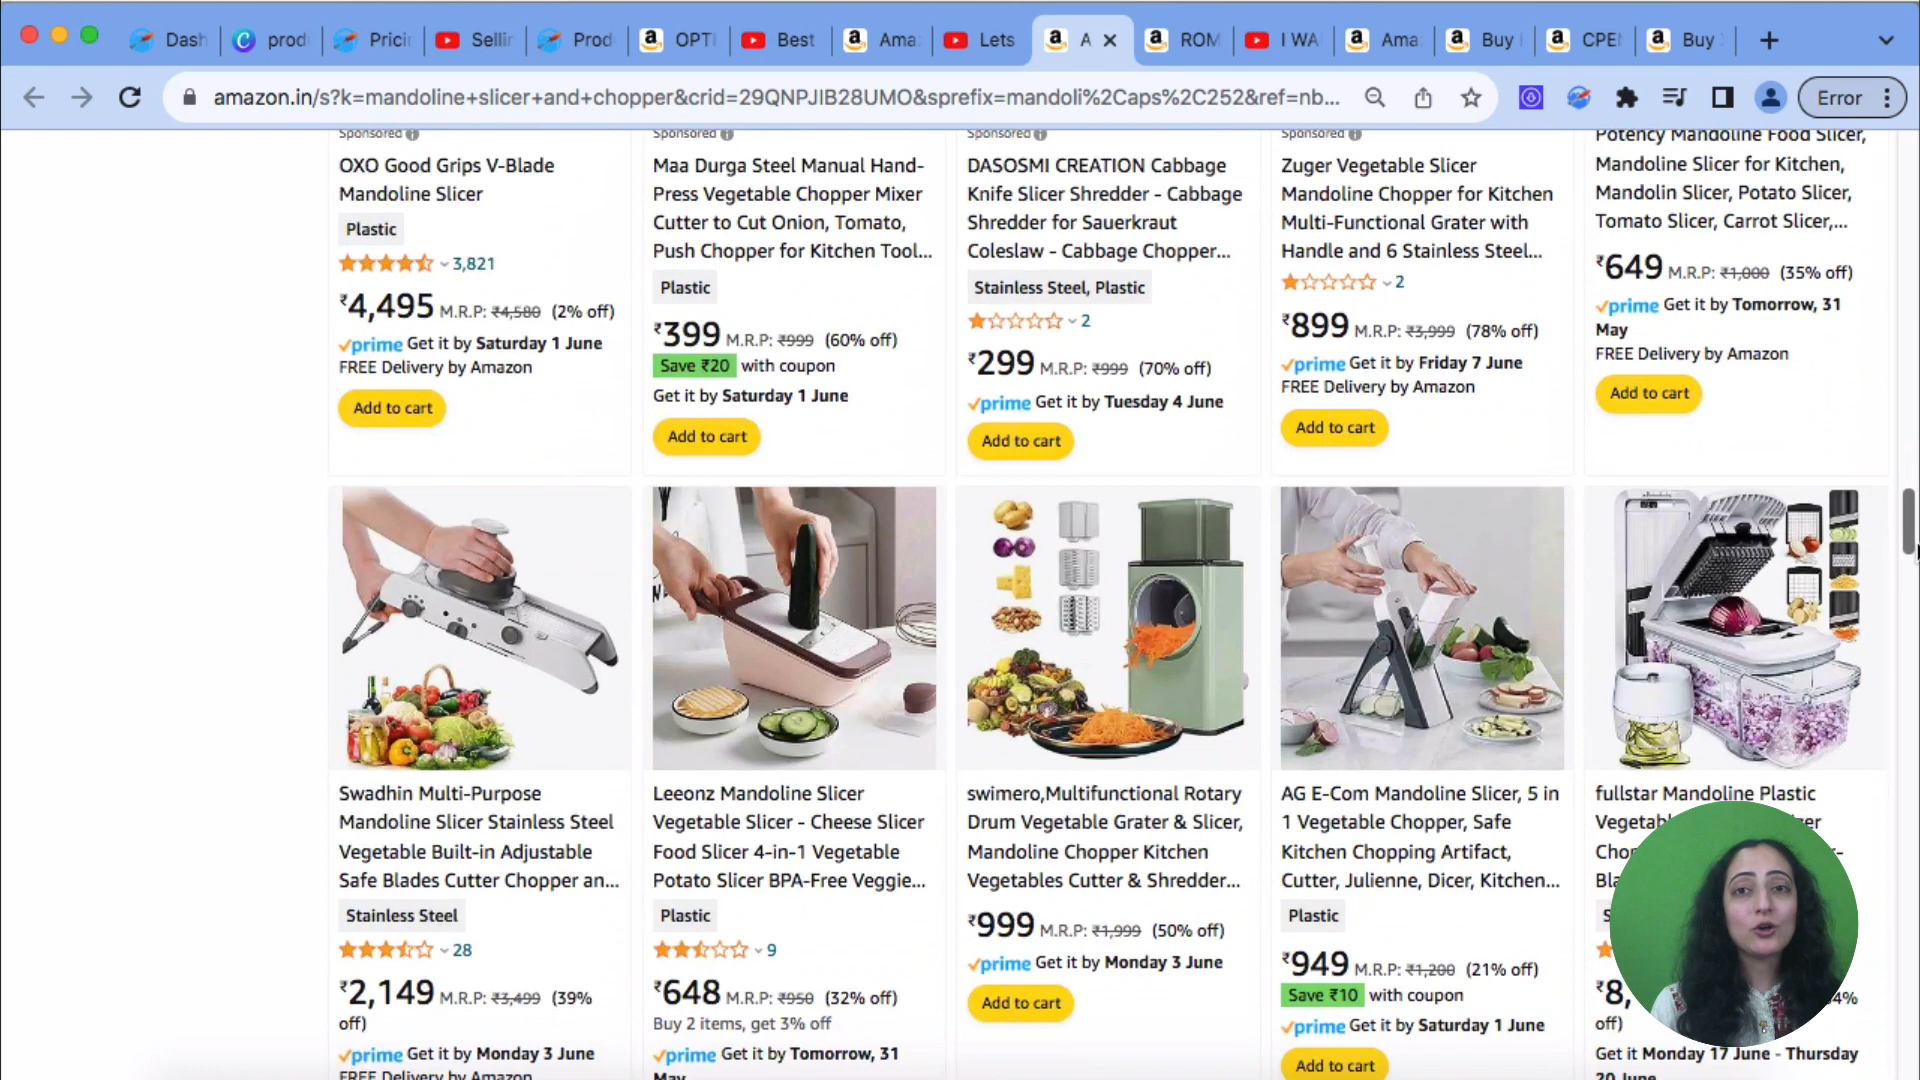 Dash
prod
Pricin
Sellin
Prod
OPTI
Best
Ama
Lets
A
ROM
I WA
Ama
Buy
CPEN
Buy
amazon.in/s?k=mandoline+slicer+and+chopper&crid=29QNPJIB28UMO&sprefix=mandoli%2Caps%2C252&ref=nb...
Error
Sponsored
OXO Good Grips V-Blade
Mandoline Slicer
Plastic
3,821
₹4,495 M.R.P: ₹4,580 (2% off)
prime Get it by Saturday 1 June
FREE Delivery by Amazon
Add to cart
Sponsored
Maa Durga Steel Manual Hand-
Press Vegetable Chopper Mixer
Cutter to Cut Onion, Tomato,
Push Chopper for Kitchen Tool...
Plastic
₹399 M.R.P: ₹999 (60% off)
Save ₹20 with coupon
Get it by Saturday 1 June
Add to cart
Sponsored
DASOSMI CREATION Cabbage
Knife Slicer Shredder - Cabbage
Shredder for Sauerkraut
Coleslaw - Cabbage Chopper...
Stainless Steel, Plastic
2
₹299 M.R.P: ₹999 (70% off)
prime Get it by Tuesday 4 June
Add to cart
Sponsored
Zuger Vegetable Slicer
Mandoline Chopper for Kitchen
Multi-Functional Grater with
Handle and 6 Stainless Steel...
2
₹899 M.R.P: ₹3,999 (78% off)
prime Get it by Friday 7 June
FREE Delivery by Amazon
Add to cart
Potency Mandoline Food Slicer,
Mandoline Slicer for Kitchen,
Mandolin Slicer, Potato Slicer,
Tomato Slicer, Carrot Slicer,...
₹649 M.R.P: ₹1,000 (35% off)
prime Get it by Tomorrow, 31
May
FREE Delivery by Amazon
Add to cart
Swadhin Multi-Purpose
Mandoline Slicer Stainless Steel
Vegetable Built-in Adjustable
Safe Blades Cutter Chopper an...
Stainless Steel
28
₹2,149 M.R.P: ₹3,499 (39%
off)
prime Get it by Monday 3 June
FREE Delivery by Amazon
Leeonz Mandoline Slicer
Vegetable Slicer - Cheese Slicer
Food Slicer 4-in-1 Vegetable
Potato Slicer BPA-Free Veggie...
Plastic
9
₹648 M.R.P: ₹950 (32% off)
Buy 2 items, get 3% off
prime Get it by Tomorrow, 31
May
swimero,Multifunctional Rotary
Drum Vegetable Grater & Slicer,
Mandoline Chopper Kitchen
Vegetables Cutter & Shredder...
₹999 M.R.P: ₹1,999 (50% off)
prime Get it by Monday 3 June
Add to cart
AG E-Com Mandoline Slicer, 5 in
1 Vegetable Chopper, Safe
Kitchen Chopping Artifact,
Cutter, Julienne, Dicer, Kitchen...
Plastic
₹949 M.R.P: ₹1,200 (21% off)
Save ₹10 with coupon
prime Get it by Saturday 1 June
Add to cart
fullstar Mandoline Plastic
off)
Get it Monday 17 June - Thursday
20 June